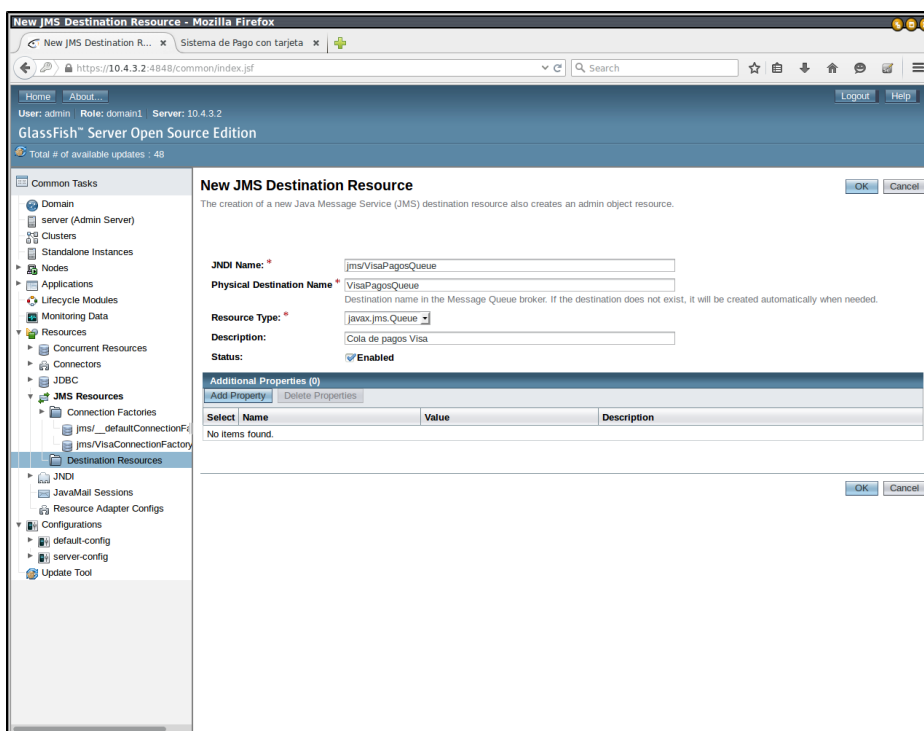 New JMS Destination Resource - Mozilla Firefox
New JMS Destination R... × Sistema de Pago con tarjeta ×
https://10.4.3.2:4848/common/index.jsf Search
Home About... Logout Help
User: admin Role: domain1 Server: 10.4.3.2
GlassFish™ Server Open Source Edition
Total # of available updates : 48
Common Tasks
Domain
server (Admin Server)
Clusters
Standalone Instances
Nodes
Applications
Lifecycle Modules
Monitoring Data
Resources
Concurrent Resources
Connectors
JDBC
JMS Resources
Connection Factories
jms/__defaultConnectionFa
jms/VisaConnectionFactory
Destination Resources
JNDI
JavaMail Sessions
Resource Adapter Configs
Configurations
default-config
server-config
Update Tool
New JMS Destination Resource OK Cancel
The creation of a new Java Message Service (JMS) destination resource also creates an admin object resource.
JNDI Name: * jms/VisaPagosQueue
Physical Destination Name * VisaPagosQueue
Destination name in the Message Queue broker. If the destination does not exist, it will be created automatically when needed.
Resource Type: * javax.jms.Queue
Description: Cola de pagos Visa
Status: Enabled
Additional Properties (0)
Add Property Delete Properties
Select Name Value Description
No items found.
OK Cancel